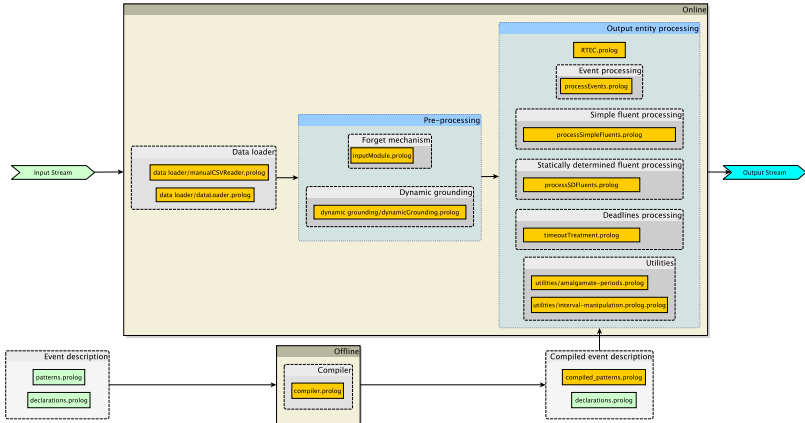 Online
Output entity processing
RTEC.prolog
Event processing
processEvents.prolog
Pre-processing
Simple fluent processing
processSimpleFluents.prolog
Forget mechanism
inputModule.prolog
Data loader
data loader/manualCSVReader.prolog
data loader/dataLoader.prolog
Input Stream
Statically determined fluent processing
processSDFluents.prolog
Output Stream
Dynamic grounding
dynamic grounding/dynamicGrounding.prolog
Deadlines processing
timeoutTreatment.prolog
Utilities
utilities/amalgamate-periods.prolog
utilities/interval-manipulation.prolog.prolog
Event description
patterns.prolog
declarations.prolog
Offline
Compiler
compiler.prolog
Compiled event description
compiled_patterns.prolog
declarations.prolog